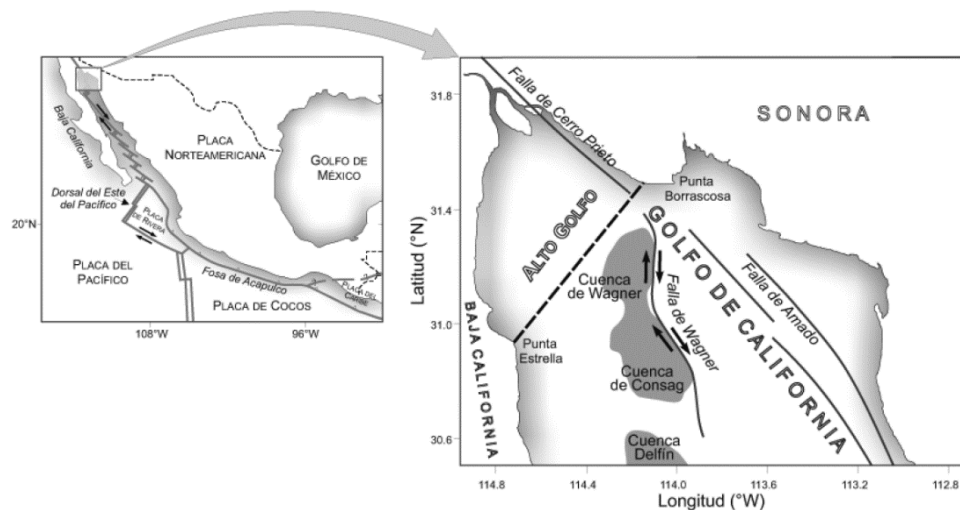 Baja California
PLACA
NORTEAMERICANA
GOLFO DE
MÉXICO
Dorsal del Este
del Pacífico
PLACA
DE RIVERA
20°N
PLACA DEL
PACÍFICO
Fosa de Acapulco
PLACA DE COCOS
PLACA DEL
CARIBE
108°W
96°W
Latitud (°N)
31.8
31.4
31.0
30.6
Falla de Cerro Prieto
SONORA
Punta
Borrascosa
ALTO GOLFO
GOLFO DE CALIFORNIA
Cuenca
de Wagner
Falla de Wagner
Falla de Amado
Punta
Estrella
BAJA CALIFORNIA
Cuenca
de Consag
Cuenca
Delfín
114.8
114.4
114.0
113.6
113.2
112.8
Longitud (°W)